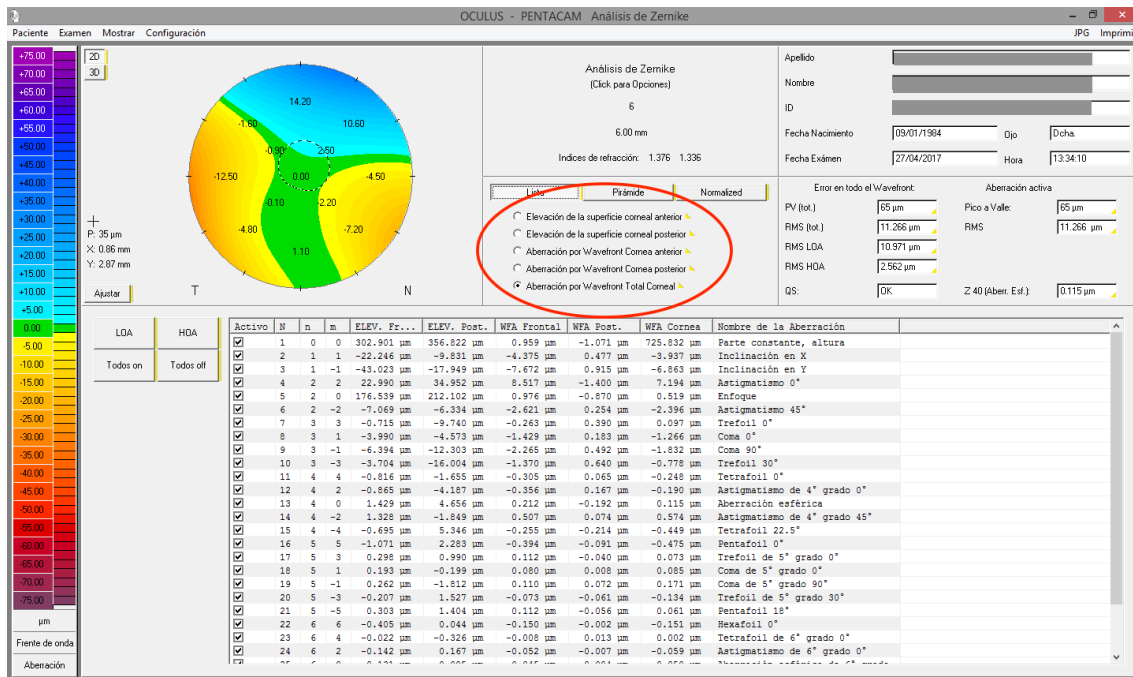 OCULUS - PENTACAM Análisis de Zernike
Paciente Examen Mostrar Configuración JPG Imprimi
+75.00
+70.00
+65.00
+60.00
+55.00
+50.00
+45.00
+40.00
+35.00
+30.00
+25.00
+20.00
+15.00
+10.00
+5.00
0.00
-5.00
-10.00
-15.00
-20.00
-25.00
-30.00
-35.00
-40.00
-45.00
-50.00
-55.00
-60.00
-65.00
-70.00
-75.00
µm
Frente de onda
Aberración
2D
3D
14.20
-1.60 10.60
-0.90 2.50
-12.50 0.00 -4.50
-0.10 -2.20
-4.80 -7.20
1.10
P: 35 µm
X: 0.86 mm
Y: 2.87 mm
Ajustar T N
Análisis de Zernike
(Click para Opciones)
6
6.00 mm
Indices de refracción: 1.376 1.336
Lista Pirámide Normalized
Elevación de la superficie corneal anterior
Elevación de la superficie corneal posterior
Aberración por Wavefront Cornea anterior
Aberración por Wavefront Cornea posterior
Aberración por Wavefront Total Corneal
Apellido
Nombre
ID
Fecha Nacimiento 09/01/1984 Ojo Dcha.
Fecha Exámen 27/04/2017 Hora 13:34:10
Error en todo el Wavefront: Aberración activa
PV (tot.) 65 µm Pico a Valle: 65 µm
RMS (tot.) 11.266 µm RMS 11.266 µm
RMS LOA 10.971 µm
RMS HOA 2.562 µm
QS: OK Z 40 (Aberr. Esf.): 0.115 µm
LOA HOA
Todos on Todos off
Activo N n m ELEV. Fr... ELEV. Post. WFA Frontal WFA Post. WFA Cornea Nombre de la Aberración
1 0 0 302.901 µm 356.822 µm 0.959 µm -1.071 µm 725.832 µm Parte constante, altura
2 1 1 -22.246 µm -9.831 µm -4.375 µm 0.477 µm -3.937 µm Inclinación en X
3 1 -1 -43.023 µm -17.949 µm -7.672 µm 0.915 µm -6.863 µm Inclinación en Y
4 2 2 22.990 µm 34.952 µm 8.517 µm -1.400 µm 7.194 µm Astigmatismo 0°
5 2 0 176.539 µm 212.102 µm 0.976 µm -0.870 µm 0.519 µm Enfoque
6 2 -2 -7.069 µm -6.334 µm -2.621 µm 0.254 µm -2.396 µm Astigmatismo 45°
7 3 3 -0.715 µm -9.740 µm -0.263 µm 0.390 µm 0.097 µm Trefoil 0°
8 3 1 -3.990 µm -4.573 µm -1.429 µm 0.183 µm -1.266 µm Coma 0°
9 3 -1 -6.394 µm -12.303 µm -2.265 µm 0.492 µm -1.832 µm Coma 90°
10 3 -3 -3.704 µm -16.004 µm -1.370 µm 0.640 µm -0.778 µm Trefoil 30°
11 4 4 -0.816 µm -1.655 µm -0.305 µm 0.065 µm -0.248 µm Tetrafoil 0°
12 4 2 -0.865 µm -4.187 µm -0.356 µm 0.167 µm -0.190 µm Astigmatismo de 4° grado 0°
13 4 0 1.429 µm 4.656 µm 0.212 µm -0.192 µm 0.115 µm Aberración esférica
14 4 -2 1.328 µm -1.849 µm 0.507 µm 0.074 µm 0.574 µm Astigmatismo de 4° grado 45°
15 4 -4 -0.695 µm 5.346 µm -0.255 µm -0.214 µm -0.449 µm Tetrafoil 22.5°
16 5 5 -1.071 µm 2.283 µm -0.394 µm -0.091 µm -0.475 µm Pentafoil 0°
17 5 3 0.298 µm 0.990 µm 0.112 µm -0.040 µm 0.073 µm Trefoil de 5° grado 0°
18 5 1 0.193 µm -0.199 µm 0.080 µm 0.008 µm 0.085 µm Coma de 5° grado 0°
19 5 -1 0.262 µm -1.812 µm 0.110 µm 0.072 µm 0.171 µm Coma de 5° grado 90°
20 5 -3 -0.207 µm 1.527 µm -0.073 µm -0.061 µm -0.134 µm Trefoil de 5° grado 30°
21 5 -5 0.303 µm 1.404 µm 0.112 µm -0.056 µm 0.061 µm Pentafoil 18°
22 6 6 -0.405 µm 0.044 µm -0.150 µm -0.002 µm -0.151 µm Hexafoil 0°
23 6 4 -0.022 µm -0.326 µm -0.008 µm 0.013 µm 0.002 µm Tetrafoil de 6° grado 0°
24 6 2 -0.142 µm 0.167 µm -0.052 µm -0.007 µm -0.059 µm Astigmatismo de 6° grado 0°